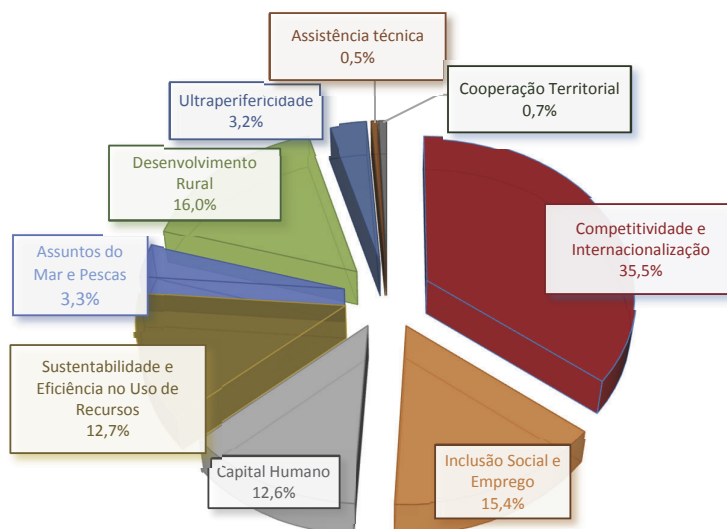 Assistência técnica
0,5%
Cooperação Territorial
0,7%
Ultraperifericidade
3,2%
Desenvolvimento
Rural
16,0%
Competitividade e
Internacionalização
35,5%
Assuntos do
Mar e Pescas
3,3%
Sustentabilidade e
Eficiência no Uso de
Recursos
12,7%
Capital Humano
12,6%
Inclusão Social e
Emprego
15,4%